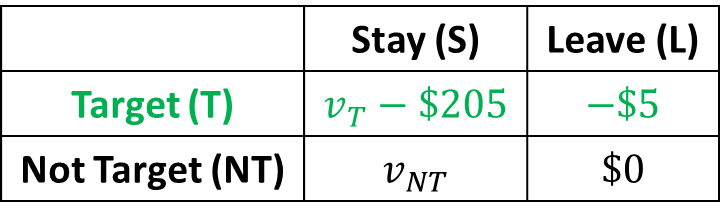 Stay (S) Leave (L)
Target (T) v_T − $205 −$5
Not Target (NT) v_NT $0